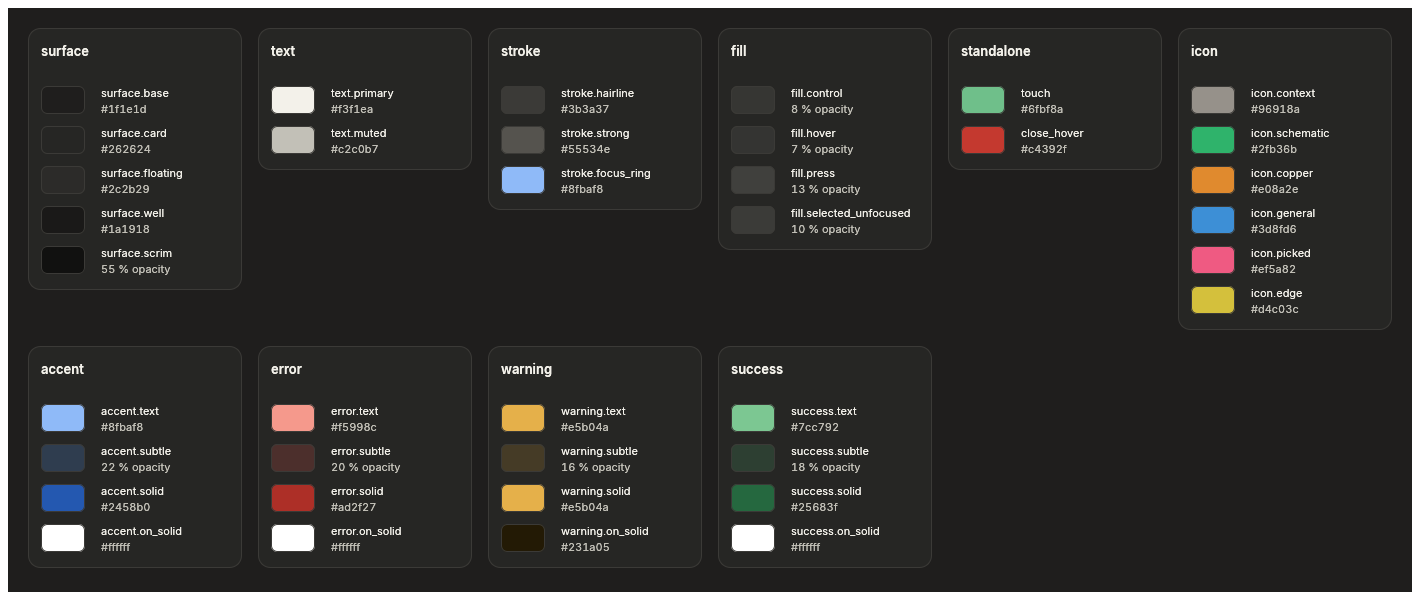 surface
surface.base
#1f1e1d
surface.card
#262624
surface.floating
#2c2b29
surface.well
#1a1918
surface.scrim
55 % opacity
text
text.primary
#f3f1ea
text.muted
#c2c0b7
stroke
stroke.hairline
#3b3a37
stroke.strong
#55534e
stroke.focus_ring
#8fbaf8
fill
fill.control
8 % opacity
fill.hover
7 % opacity
fill.press
13 % opacity
fill.selected_unfocused
10 % opacity
standalone
touch
#6fbf8a
close_hover
#c4392f
icon
icon.context
#96918a
icon.schematic
#2fb36b
icon.copper
#e08a2e
icon.general
#3d8fd6
icon.picked
#ef5a82
icon.edge
#d4c03c
accent
accent.text
#8fbaf8
accent.subtle
22 % opacity
accent.solid
#2458b0
accent.on_solid
#ffffff
error
error.text
#f5998c
error.subtle
20 % opacity
error.solid
#ad2f27
error.on_solid
#ffffff
warning
warning.text
#e5b04a
warning.subtle
16 % opacity
warning.solid
#e5b04a
warning.on_solid
#231a05
success
success.text
#7cc792
success.subtle
18 % opacity
success.solid
#25683f
success.on_solid
#ffffff